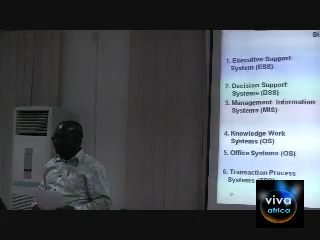 1. Executive Support
System (ESS)
2. Decision Support
Systems (DSS)
3. Management Information
Systems (MIS)
4. Knowledge Work
Systems (OS)
5. Office Systems (OS)
6. Transaction Process
Systems
viva
africa